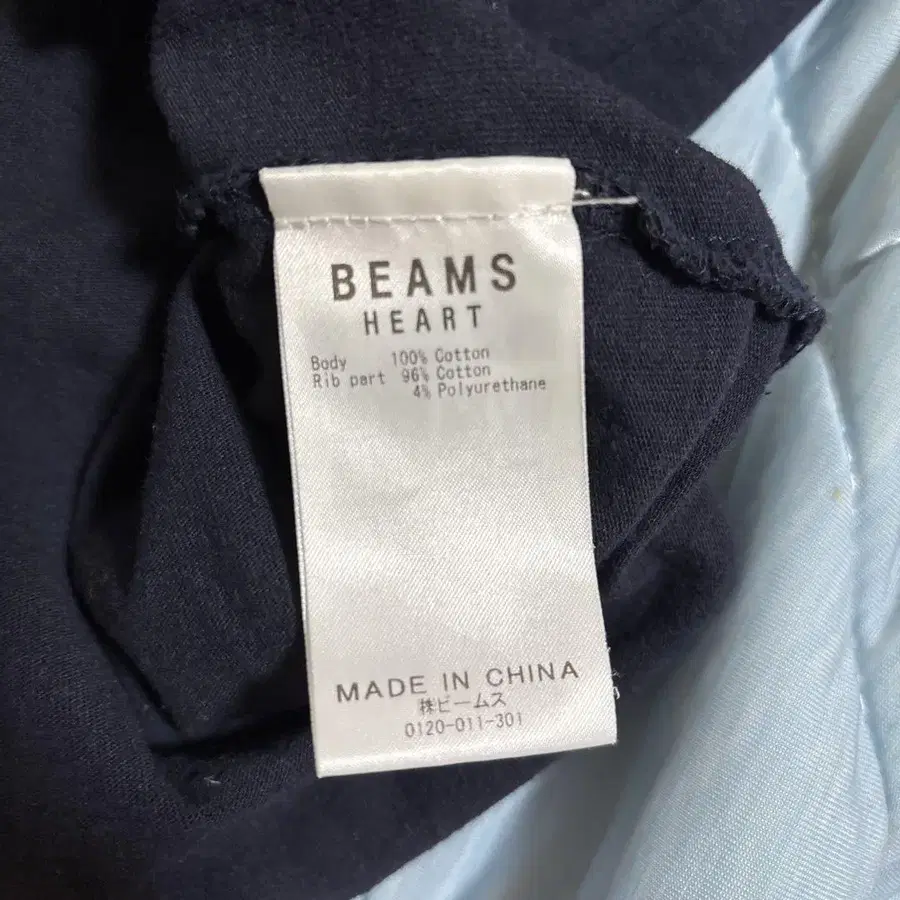 BEAMS
HEART
Body 100% Cotton
Rib part 96% Cotton
4% Polyurethane
MADE IN CHINA
㈱ビームス
0120-011-301